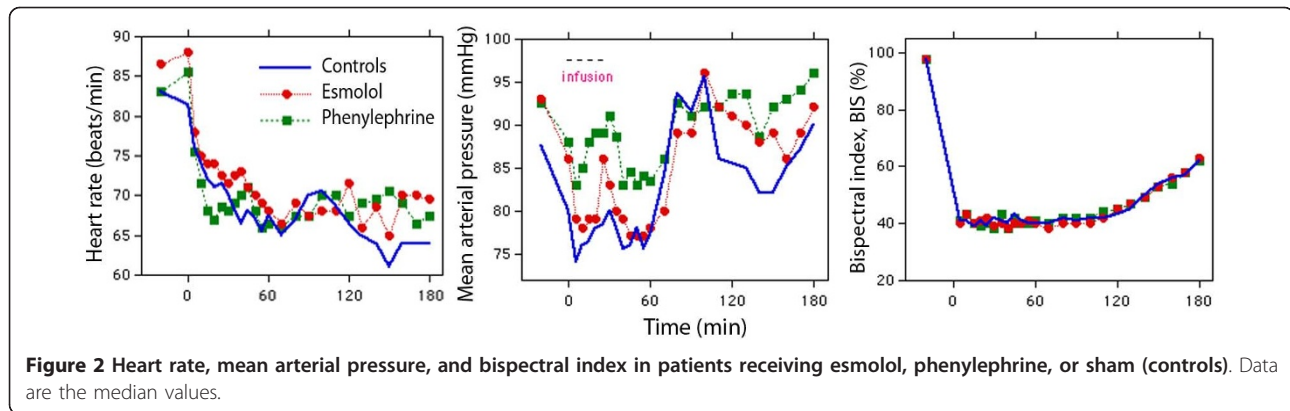 Heart rate (beats/min)
90
85
80
75
70
65
60
0 60 120 180
Controls
Esmolol
Phenylephrine
Mean arterial pressure (mmHg)
100
95
90
85
80
75
infusion
0 60 120 180
Time (min)
Bispectral index, BIS (%)
100
80
60
40
20
0 60 120 180
Figure 2 Heart rate, mean arterial pressure, and bispectral index in patients receiving esmolol, phenylephrine, or sham (controls). Data
are the median values.